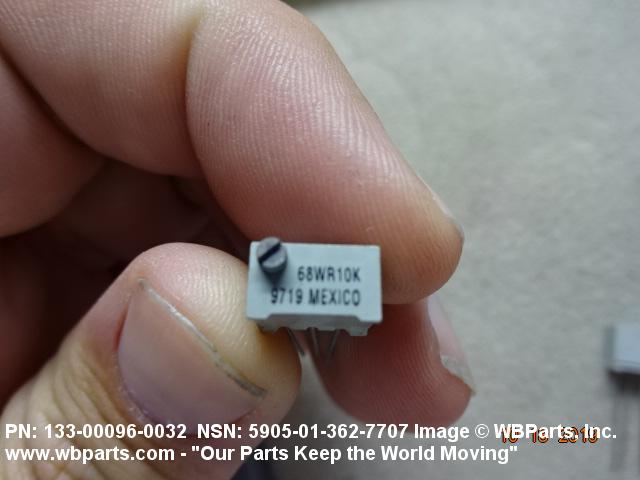 68WR10K
9719 MEXICO
PN: 133-00096-0032 NSN: 5905-01-362-7707 Image © WBParts, Inc.
www.wbparts.com - "Our Parts Keep the World Moving"